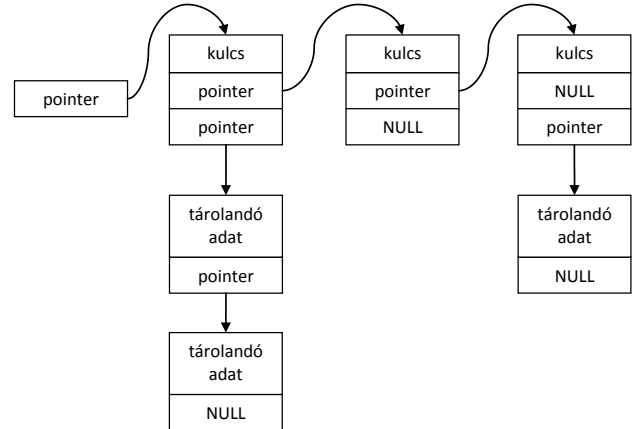 pointer
kulcs
pointer
pointer
kulcs
pointer
NULL
kulcs
NULL
pointer
tárolandó
adat
pointer
tárolandó
adat
NULL
tárolandó
adat
NULL